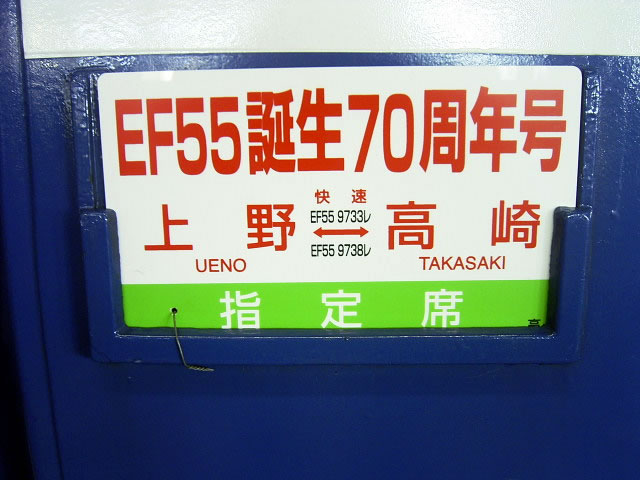 EF55誕生70周年号
快速
EF55 9733レ
上野 ↔ 高崎
EF55 9738レ
UENO TAKASAKI
指定席
高